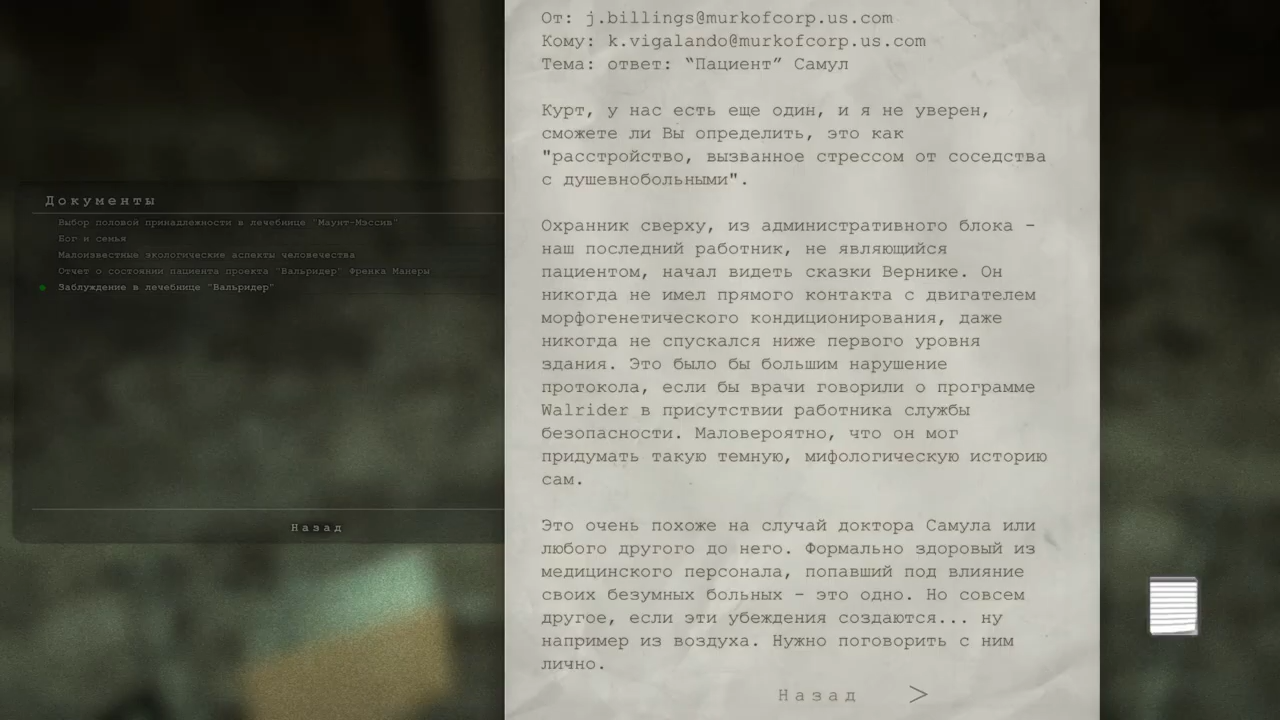 От: j.billings@murkofcorp.us.com
Кому: k.vigalando@murkofcorp.us.com
Тема: ответ: “Пациент” Самул
Курт, у нас есть еще один, и я не уверен,
сможете ли Вы определить, это как
"расстройство, вызванное стрессом от соседства
с душевнобольными".
Охранник сверху, из административного блока –
наш последний работник, не являющийся
пациентом, начал видеть сказки Вернике. Он
никогда не имел прямого контакта с двигателем
морфогенетического кондиционирования, даже
никогда не спускался ниже первого уровня
здания. Это было бы большим нарушение
протокола, если бы врачи говорили о программе
Walrider в присутствии работника службы
безопасности. Маловероятно, что он мог
придумать такую темную, мифологическую историю
сам.
Это очень похоже на случай доктора Самула или
любого другого до него. Формально здоровый из
медицинского персонала, попавший под влияние
своих безумных больных – это одно. Но совсем
другое, если эти убеждения создаются... ну
например из воздуха. Нужно поговорить с ним
лично.
Назад >
Документы
Выбор половой принадлежности в лечебнице "Маунт-Мэссив"
Бог и семья
Малоизвестные экологические аспекты человечества
Отчет о состоянии пациента проекта "Вальридер" Френка Манеры
Заблуждение в лечебнице "Вальридер"
Назад